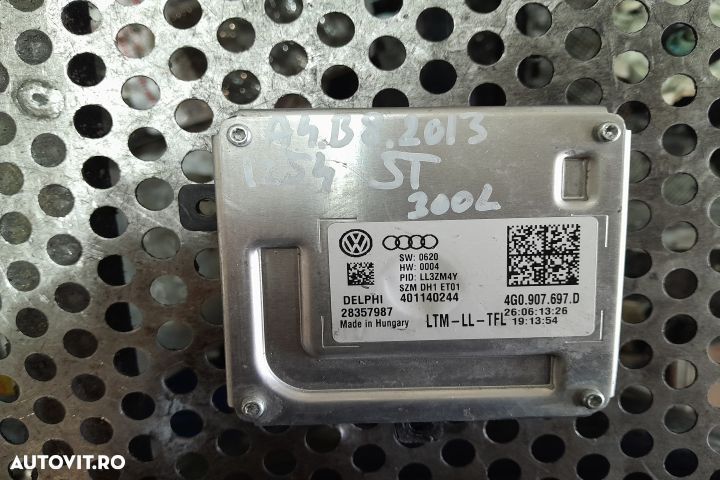 A4.B8.2013
ST
300L
SW: 0620
HW: 0004
PID: LL3ZM4Y
SZM DH1 ET01
DELPHI 401140244
28357987
Made in Hungary
LTM-LL-TFL
4G0.907.697.D
26:06:13:26
19:13:54
AUTOVIT.RO